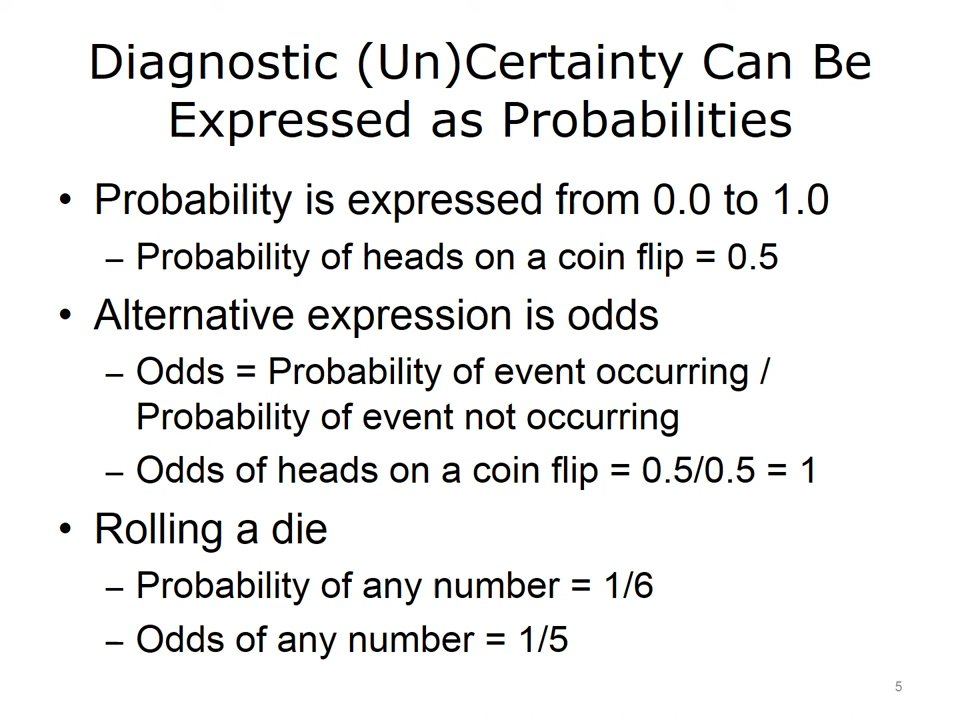 Diagnostic (Un)Certainty Can Be
Expressed as Probabilities
• Probability is expressed from 0.0 to 1.0
– Probability of heads on a coin flip = 0.5
• Alternative expression is odds
– Odds = Probability of event occurring /
Probability of event not occurring
– Odds of heads on a coin flip = 0.5/0.5 = 1
• Rolling a die
– Probability of any number = 1/6
– Odds of any number = 1/5
5